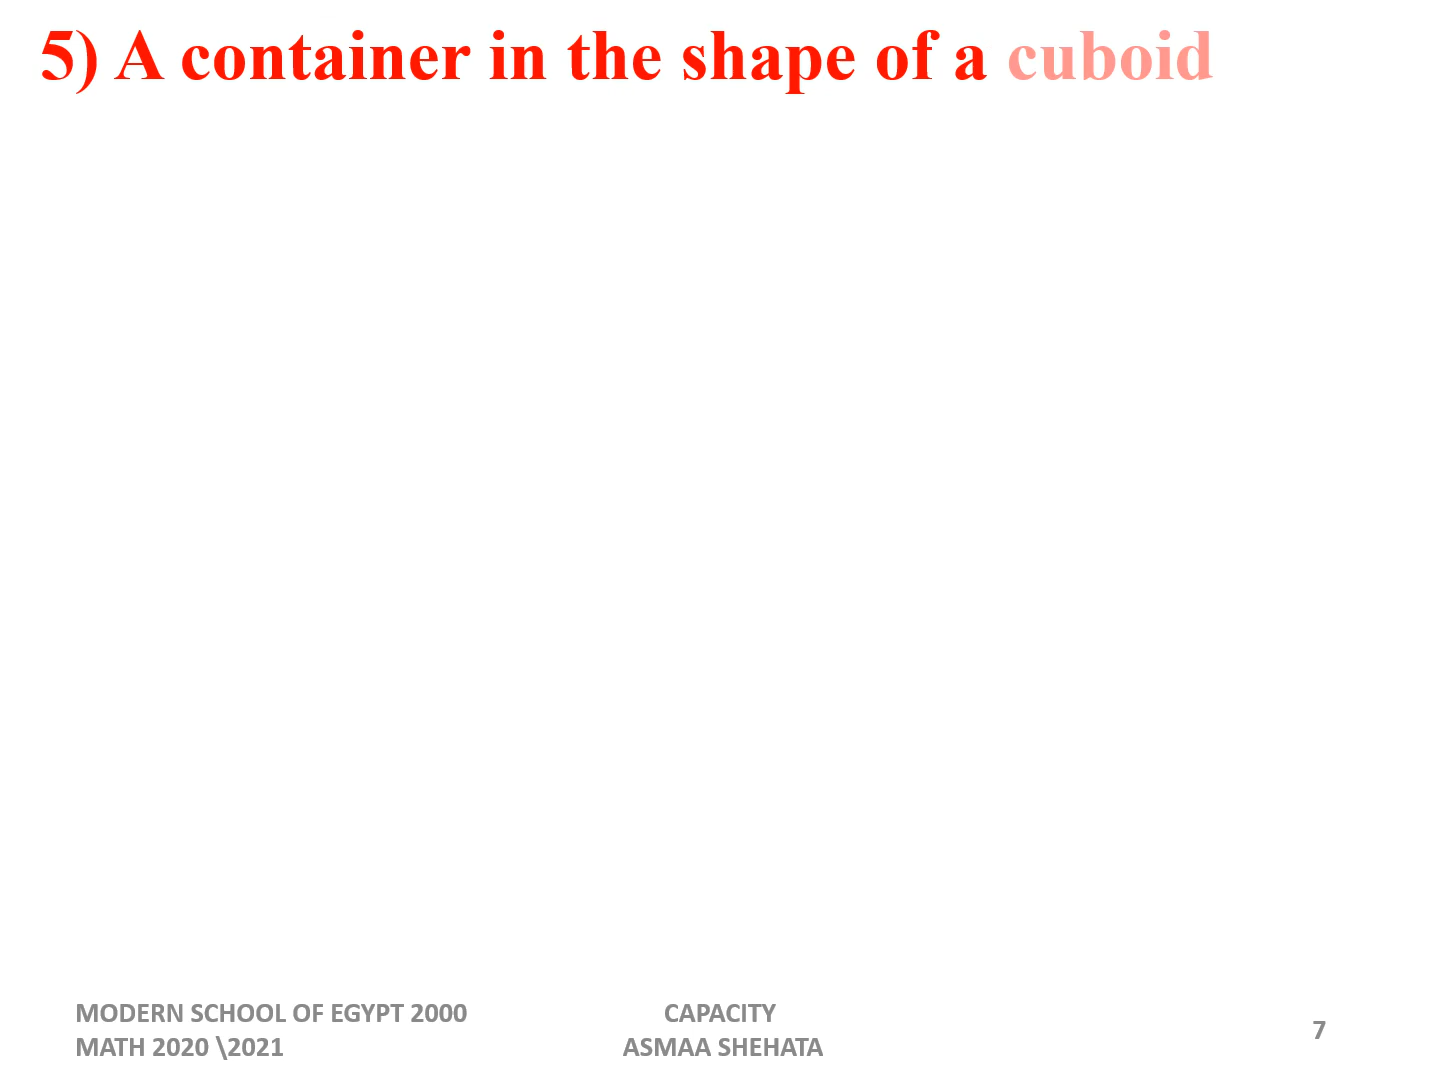 5) A container in the shape of a cuboid
MODERN SCHOOL OF EGYPT 2000
MATH 2020 \2021
CAPACITY
ASMAA SHEHATA
7